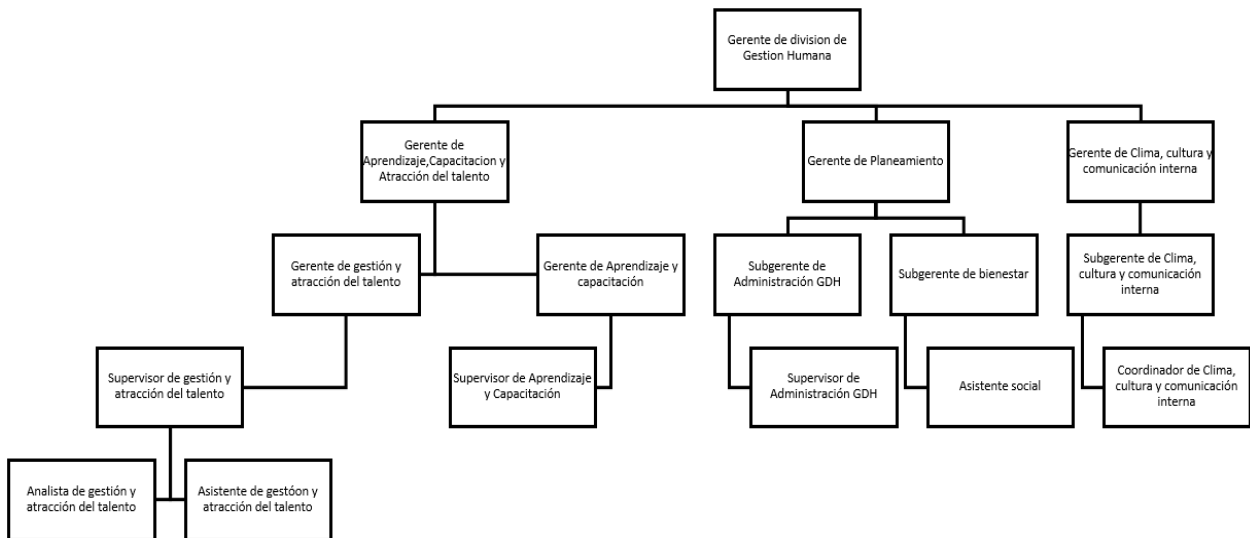 Gerente de division de
Gestion Humana
Gerente de
Aprendizaje,Capacitacion y
Atracción del talento
Gerente de Planeamiento
Gerente de Clima, cultura y
comunicación interna
Gerente de gestión y
atracción del talento
Gerente de Aprendizaje y
capacitación
Subgerente de
Administración GDH
Subgerente de bienestar
Subgerente de Clima,
cultura y comunicación
interna
Supervisor de gestión y
atracción del talento
Supervisor de Aprendizaje
y Capacitación
Supervisor de
Administración GDH
Asistente social
Coordinador de Clima,
cultura y comunicación
interna
Analista de gestión y
atracción del talento
Asistente de gestóon y
atracción del talento